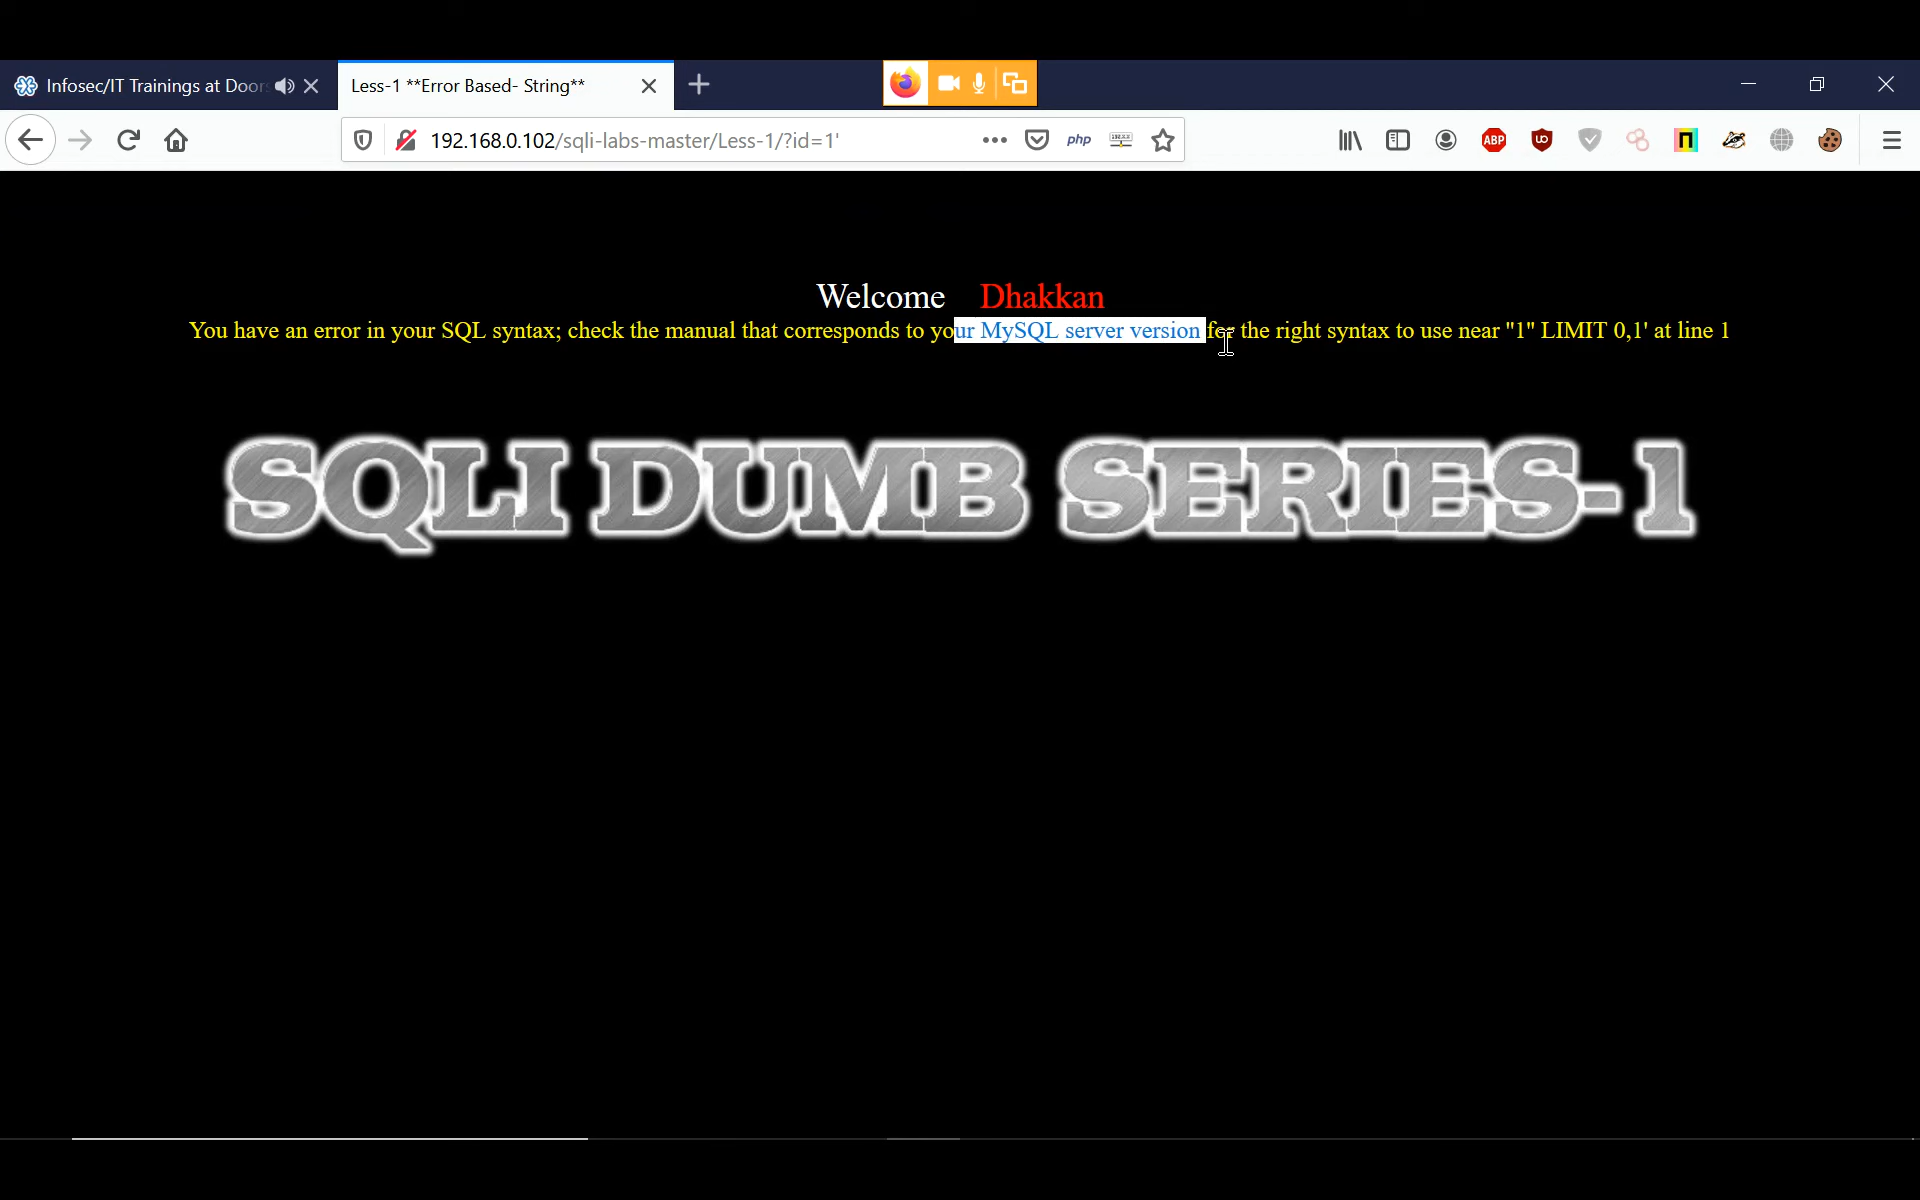 Infosec/IT Trainings at Door
Less-1 **Error Based- String**
192.168.0.102/sqli-labs-master/Less-1/?id=1'
php
ABP
Welcome Dhakkan
You have an error in your SQL syntax; check the manual that corresponds to your MySQL server version for the right syntax to use near ''1'' LIMIT 0,1' at line 1
SQLI DUMB SERIES-1